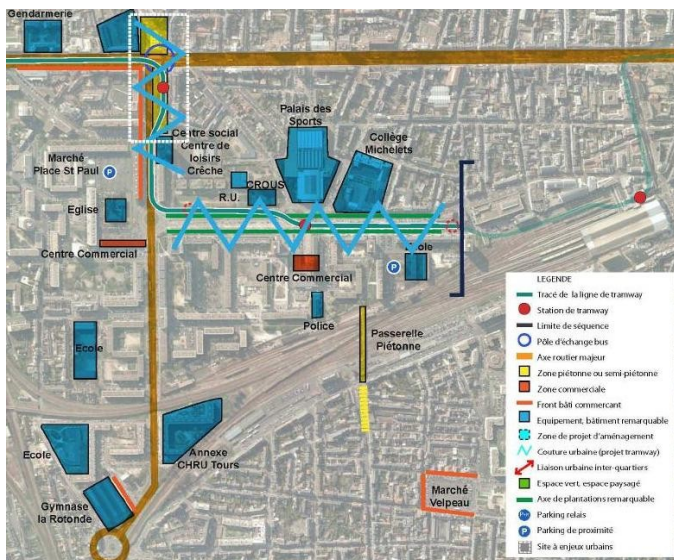 Gendarmerie
Palais des
Sports
Centre social
Centre de
loisirs
Crêche
Collège
Michelets
Marché
Place St Paul
P
CROUS
R.U.
Eglise
Centre Commercial
Centre Commercial
P
Police
Passerelle
Piétonne
Ecole
Ecole
Annexe
CHRU Tours
Gymnase
la Rotonde
Marché
Velpeau
LEGENDE
Tracé de la ligne de tramway
Station de tramway
Limite de séquence
Pôle d'échange bus
Axe routier majeur
Zone piétonne ou semi-piétonne
Zone commerciale
Front bâti commercant
Equipement, bâtiment remarquable
Zone de projet d'aménagement
Couture urbaine (projet tramway)
Liaison urbaine inter-quartiers
Espace vert, espace paysagé
Axe de plantations remarquable
Parking relais
P
Parking de proximité
Site à enjeux urbains